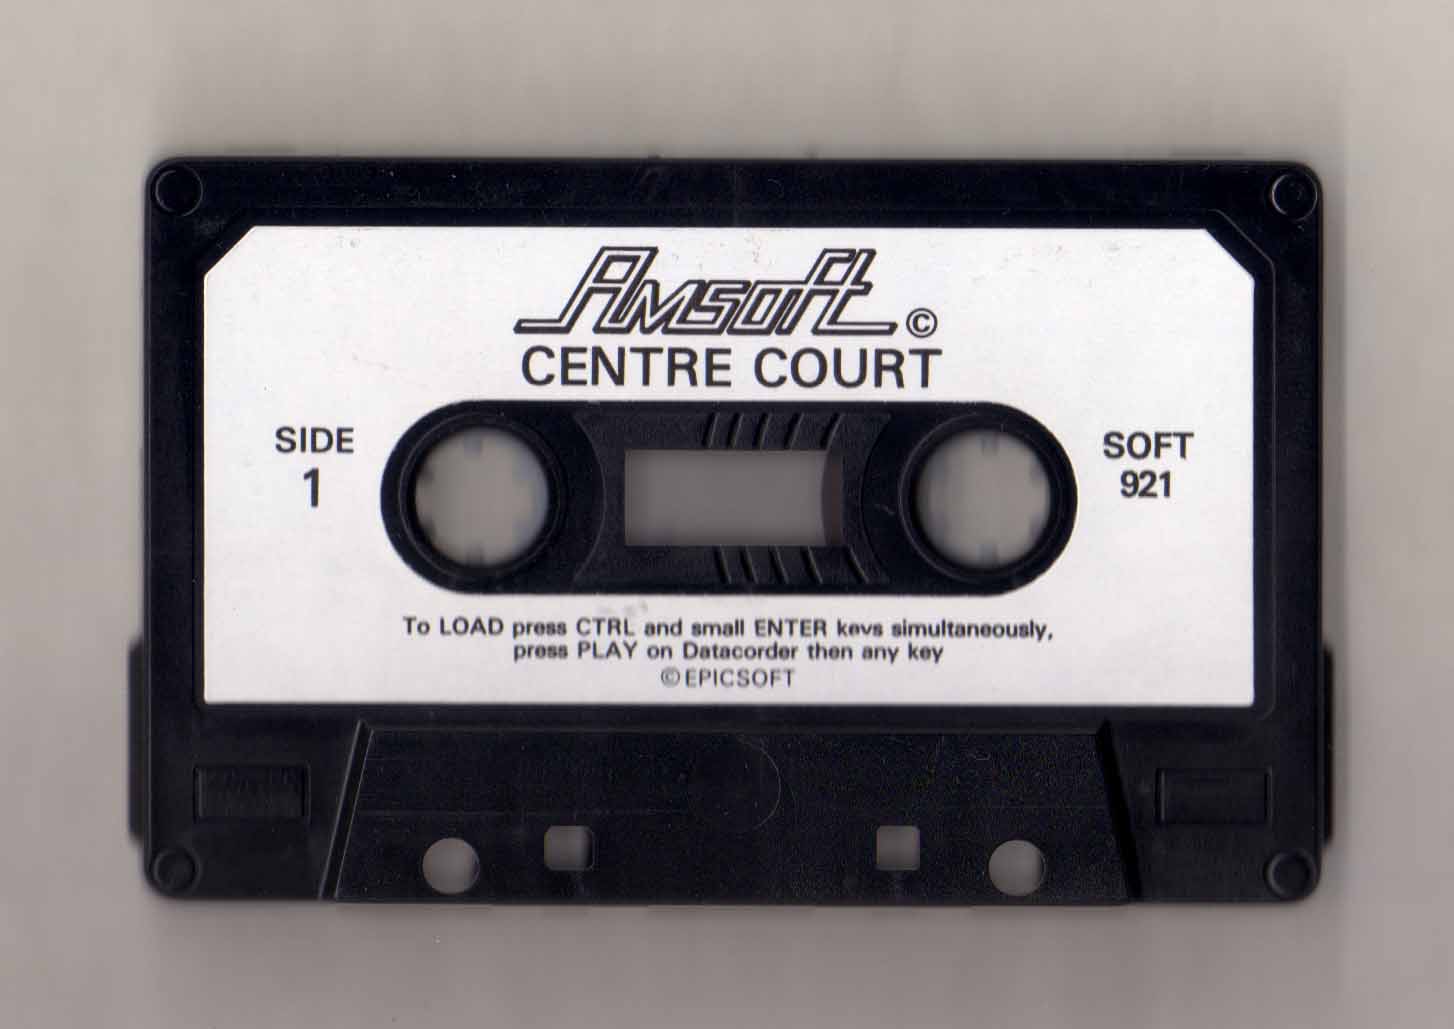 Amsoft ©
CENTRE COURT
SIDE
1
SOFT
921
To LOAD press CTRL and small ENTER kevs simultaneously,
press PLAY on Datacorder then any key
© EPICSOFT